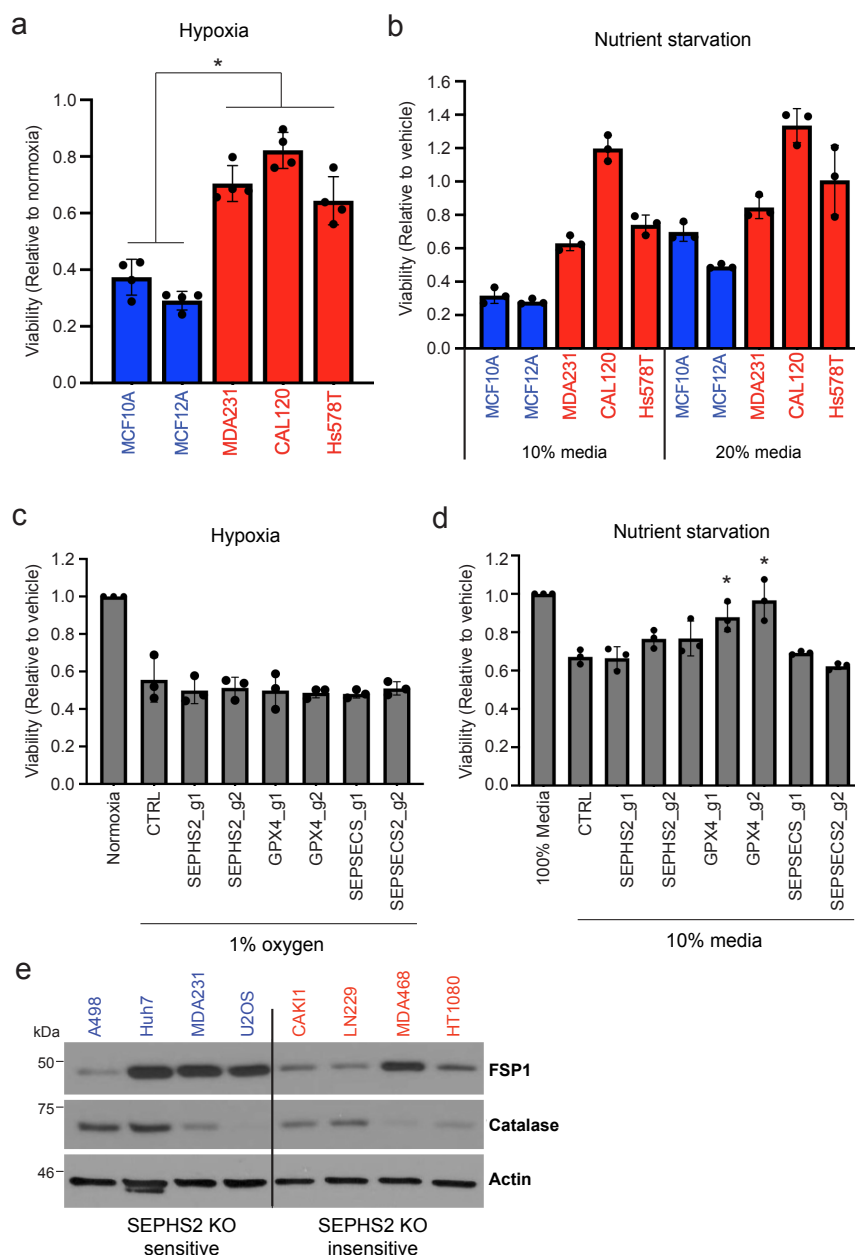 a
Hypoxia
*
Viability (Relative to normoxia)
1.0
0.8
0.6
0.4
0.2
0.0
MCF10A
MCF12A
MDA231
CAL120
Hs578T
b
Nutrient starvation
Viability (Relative to vehicle)
1.6
1.4
1.2
1.0
0.8
0.6
0.4
0.2
0.0
MCF10A
MCF12A
MDA231
CAL120
Hs578T
MCF10A
MCF12A
MDA231
CAL120
Hs578T
10% media
20% media
c
Hypoxia
Viability (Relative to vehicle)
1.2
1.0
0.8
0.6
0.4
0.2
0.0
Normoxia
CTRL
SEPHS2_g1
SEPHS2_g2
GPX4_g1
GPX4_g2
SEPSECS_g1
SEPSECS2_g2
1% oxygen
d
Nutrient starvation
* *
Viability (Relative to vehicle)
1.2
1.0
0.8
0.6
0.4
0.2
0.0
100% Media
CTRL
SEPHS2_g1
SEPHS2_g2
GPX4_g1
GPX4_g2
SEPSECS_g1
SEPSECS2_g2
10% media
e
A498
Huh7
MDA231
U2OS
CAKI1
LN229
MDA468
HT1080
kDa
50
FSP1
75
Catalase
46
Actin
SEPHS2 KO
sensitive
SEPHS2 KO
insensitive